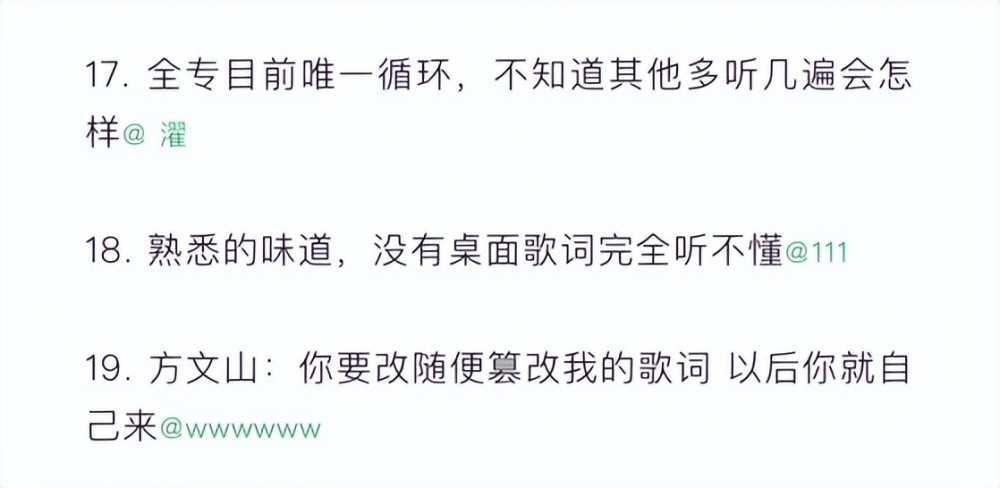 17. 全专目前唯一循环，不知道其他多听几遍会怎
样@ 濯
18. 熟悉的味道，没有桌面歌词完全听不懂@111
19. 方文山：你要改随便篡改我的歌词 以后你就自
己来@wwwwww